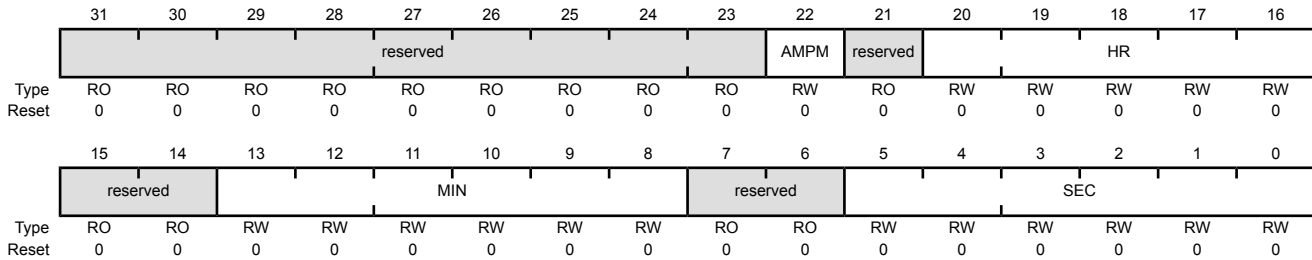 31 30 29 28 27 26 25 24 23 22 21 20 19 18 17 16
reserved AMPM reserved HR
Type RO RO RO RO RO RO RO RO RO RW RO RW RW RW RW RW
Reset 0 0 0 0 0 0 0 0 0 0 0 0 0 0 0 0
15 14 13 12 11 10 9 8 7 6 5 4 3 2 1 0
reserved MIN reserved SEC
Type RO RO RW RW RW RW RW RW RO RO RW RW RW RW RW RW
Reset 0 0 0 0 0 0 0 0 0 0 0 0 0 0 0 0